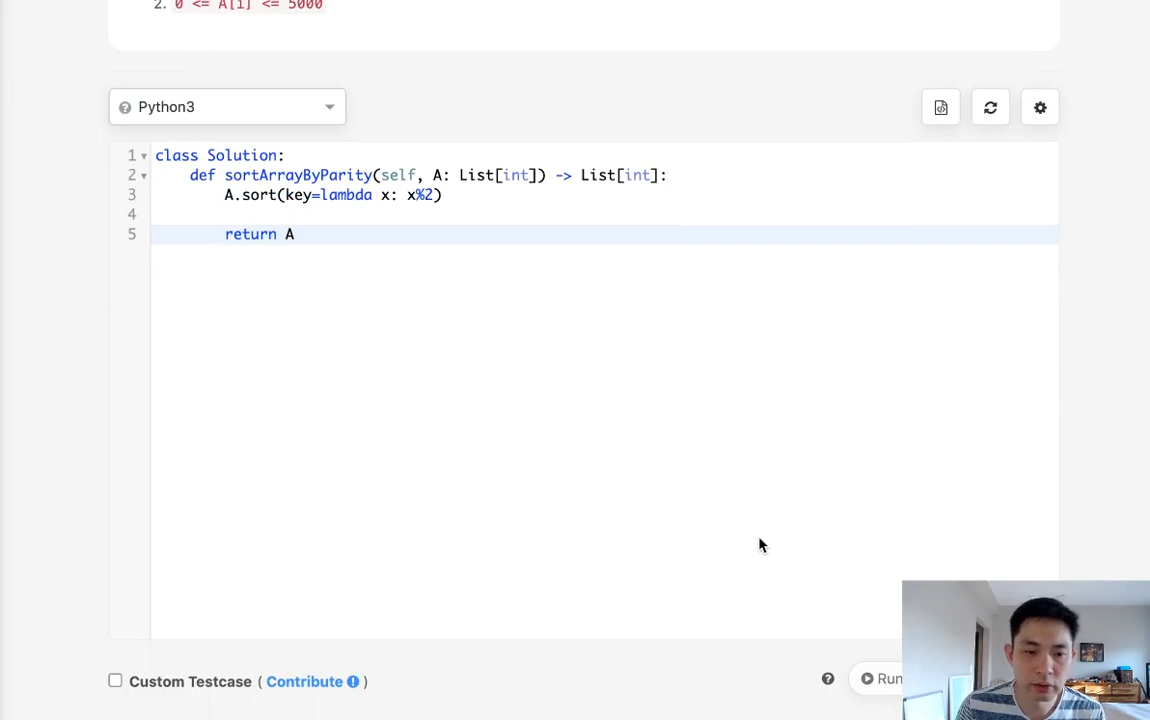 2. 0 <= A[i] <= 5000
Python3
1 class Solution:
2 def sortArrayByParity(self, A: List[int]) -> List[int]:
3 A.sort(key=lambda x: x%2)
4
5 return A
Custom Testcase ( Contribute )
Run